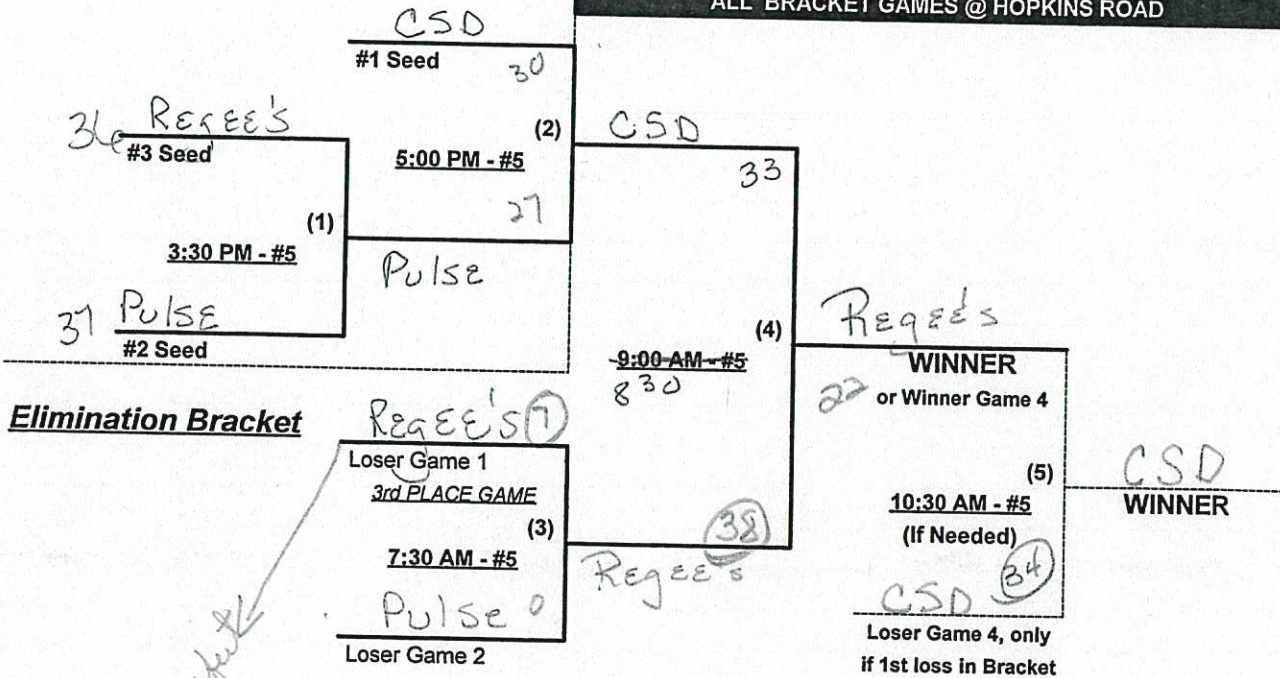 ALL BRACKET GAMES @ HOPKINS ROAD
CSD
#1 Seed
30
36 REGEE'S
#3 Seed
(2)
5:00 PM - #5
CSD
33
27
(1)
3:30 PM - #5
Pulse
37 Pulse
#2 Seed
(4)
9:00 AM - #5
8 30
Regee's
WINNER
22 or Winner Game 4
Elimination Bracket
Regee's 7
Loser Game 1
3rd PLACE GAME
(3)
7:30 AM - #5
38
Regee's
Pulse 0
Loser Game 2
(5)
10:30 AM - #5
(If Needed)
CSD 34
Loser Game 4, only
if 1st loss in Bracket
CSD
WINNER